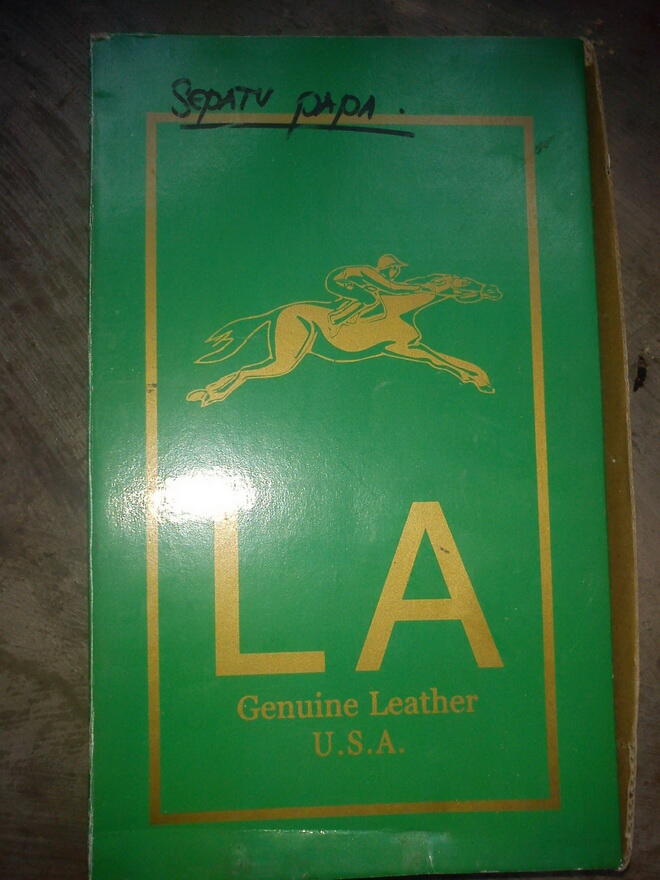 SEPATU PAPA.
LA
Genuine Leather
U.S.A.